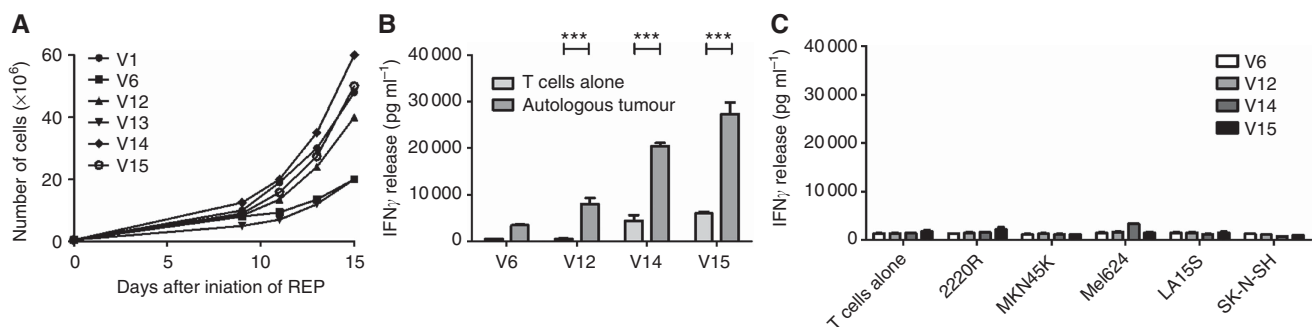 A
Number of cells (×10⁶)
60
40
20
0
0
5
10
15
Days after iniation of REP
V1
V6
V12
V13
V14
V15
B
IFNγ release (pg ml⁻¹)
40 000
30 000
20 000
10 000
0
***
***
***
T cells alone
Autologous tumour
V6
V12
V14
V15
C
IFNγ release (pg ml⁻¹)
40 000
30 000
20 000
10 000
0
V6
V12
V14
V15
T cells alone
2220R
MKN45K
Mel624
LA15S
SK-N-SH